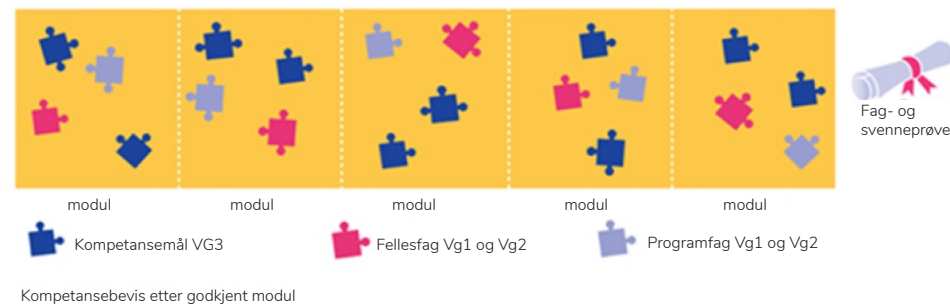 Fag- og
svenneprøve
modul
modul
modul
modul
modul
Kompetansemål VG3
Fellesfag Vg1 og Vg2
Programfag Vg1 og Vg2
Kompetansebevis etter godkjent modul